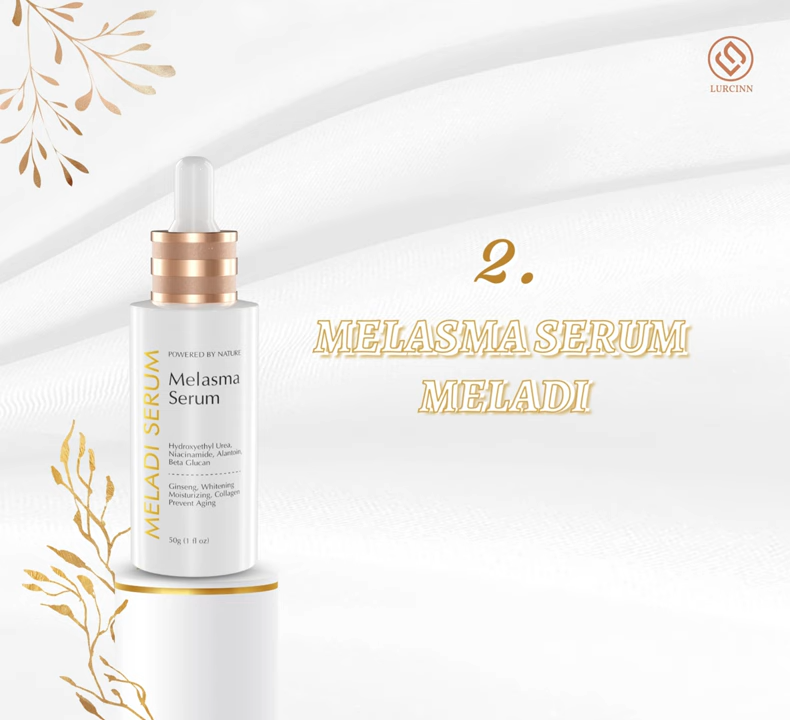 LURCINN
2.
MELASMA SERUM
MELADI
MELADI SERUM
POWERED BY NATURE
Melasma
Serum
Hydroxyethyl Urea,
Niacinamide, Alantoin,
Beta Glucan
Ginseng, Whitening
Moisturizing, Collagen
Prevent Aging
50g (1 fl oz)